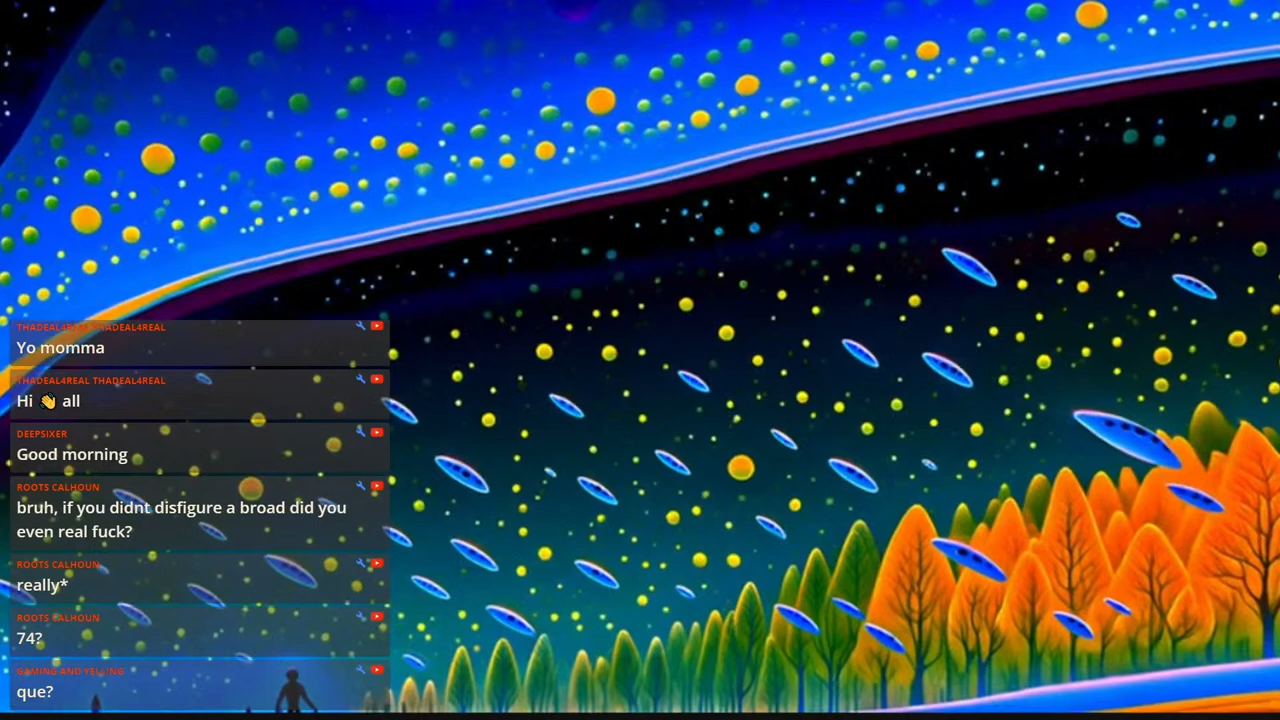 THADEAL4REAL THADEAL4REAL
Yo momma
THADEAL4REAL THADEAL4REAL
Hi 👋 all
DEEPSIXER
Good morning
ROOTS CALHOUN
bruh, if you didnt disfigure a broad did you
even real fuck?
ROOTS CALHOUN
really*
ROOTS CALHOUN
74?
GAMING AND YELLING
que?